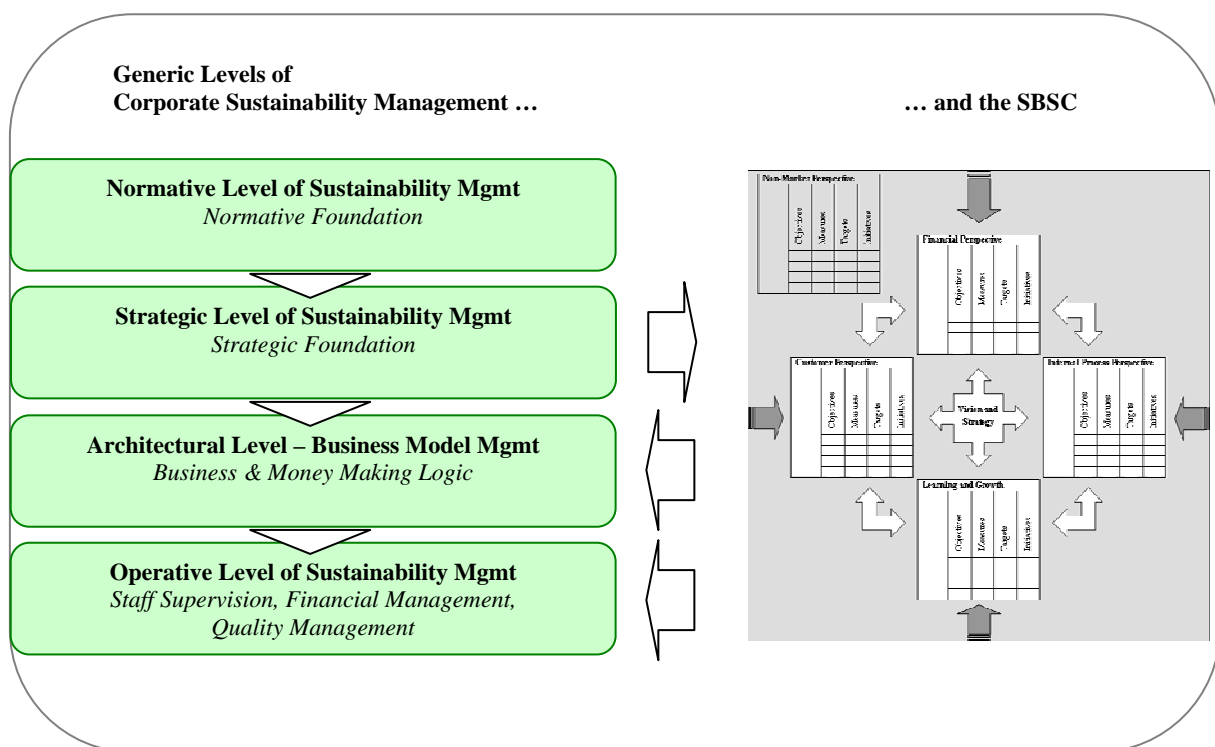 Generic Levels of
Corporate Sustainability Management …
… and the SBSC
Normative Level of Sustainability Mgmt
Normative Foundation
Strategic Level of Sustainability Mgmt
Strategic Foundation
Architectural Level – Business Model Mgmt
Business & Money Making Logic
Operative Level of Sustainability Mgmt
Staff Supervision, Financial Management,
Quality Management
Non-Market Perspective
Objectives
Measures
Targets
Initiatives
Financial Perspective
Objectives
Measures
Targets
Initiatives
Customer Perspective
Objectives
Measures
Targets
Initiatives
Vision and
Strategy
Internal Process Perspective
Objectives
Measures
Targets
Initiatives
Learning and Growth
Objectives
Measures
Targets
Initiatives